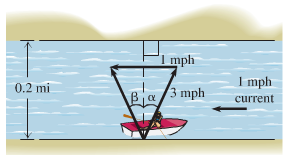 1 mph
0.2 mi
β
α
3 mph
1 mph
current